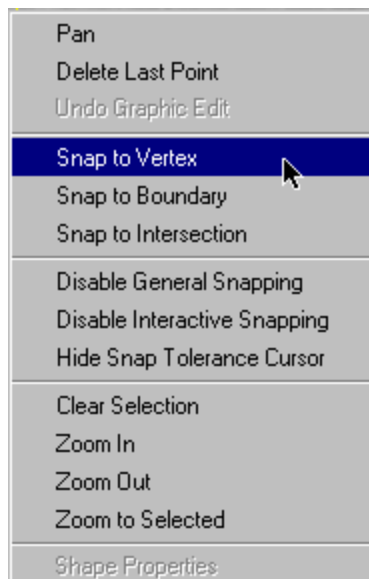 Pan
Delete Last Point
Undo Graphic Edit
Snap to Vertex
Snap to Boundary
Snap to Intersection
Disable General Snapping
Disable Interactive Snapping
Hide Snap Tolerance Cursor
Clear Selection
Zoom In
Zoom Out
Zoom to Selected
Shape Properties